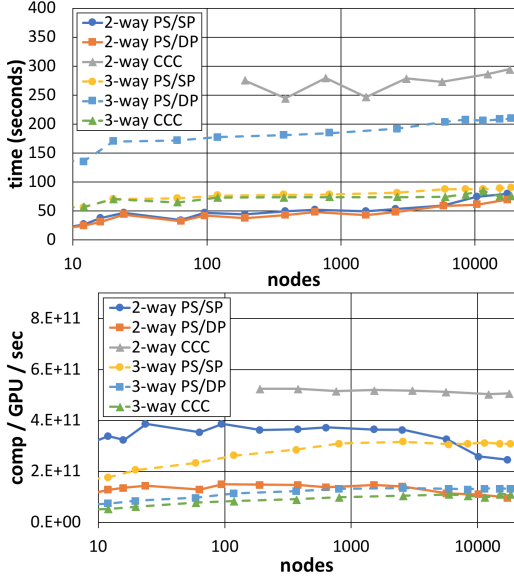 400
350
300
250
200
150
100
50
0
time (seconds)
2-way PS/SP
2-way PS/DP
2-way CCC
3-way PS/SP
3-way PS/DP
3-way CCC
10
100
1000
10000
nodes
8.E+11
6.E+11
4.E+11
2.E+11
0.E+00
comp / GPU / sec
2-way PS/SP
2-way PS/DP
2-way CCC
3-way PS/SP
3-way PS/DP
3-way CCC
10
100
1000
10000
nodes